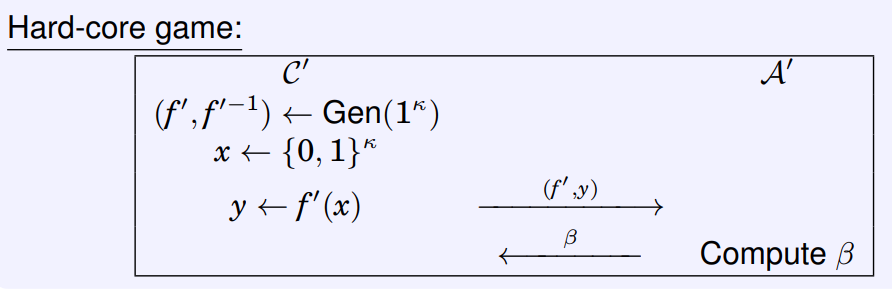 Hard-core game:
𝒞′ 𝒜′
(f′, f′⁻¹) ← Gen(1^κ)
x ← {0, 1}^κ
y ← f′(x) (f′,y)
β
Compute β